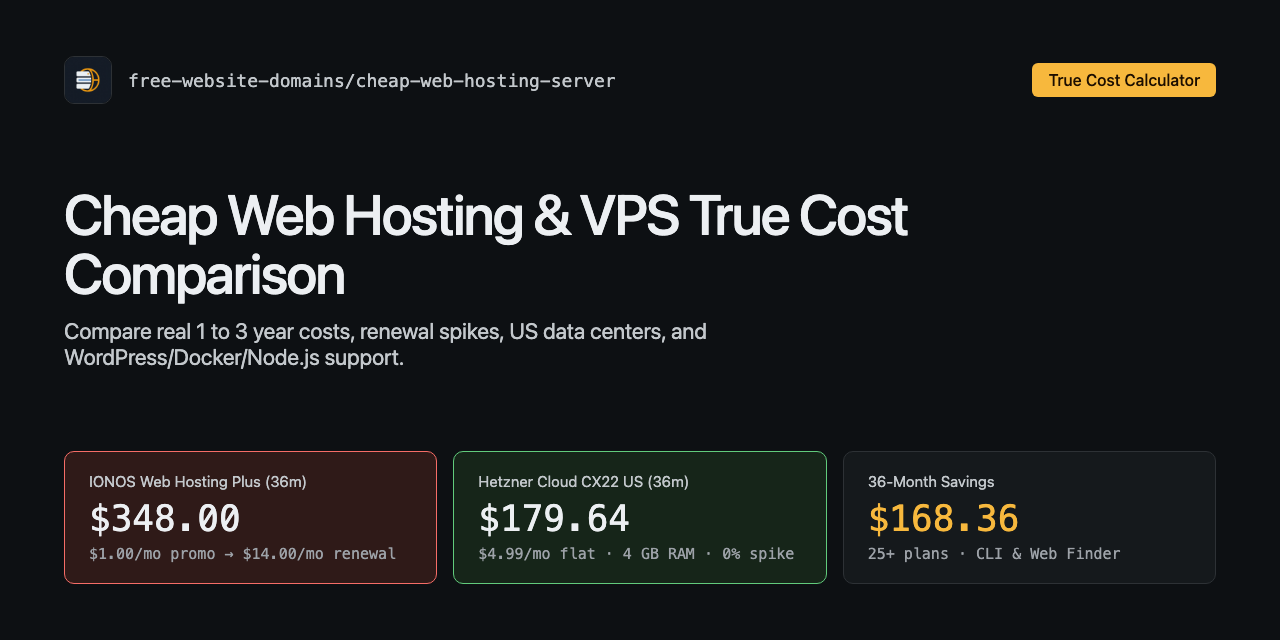 free-website-domains/cheap-web-hosting-server
True Cost Calculator
Cheap Web Hosting & VPS True Cost
Comparison
Compare real 1 to 3 year costs, renewal spikes, US data centers, and
WordPress/Docker/Node.js support.
IONOS Web Hosting Plus (36m)
$348.00
$1.00/mo promo → $14.00/mo renewal
Hetzner Cloud CX22 US (36m)
$179.64
$4.99/mo flat · 4 GB RAM · 0% spike
36-Month Savings
$168.36
25+ plans · CLI & Web Finder